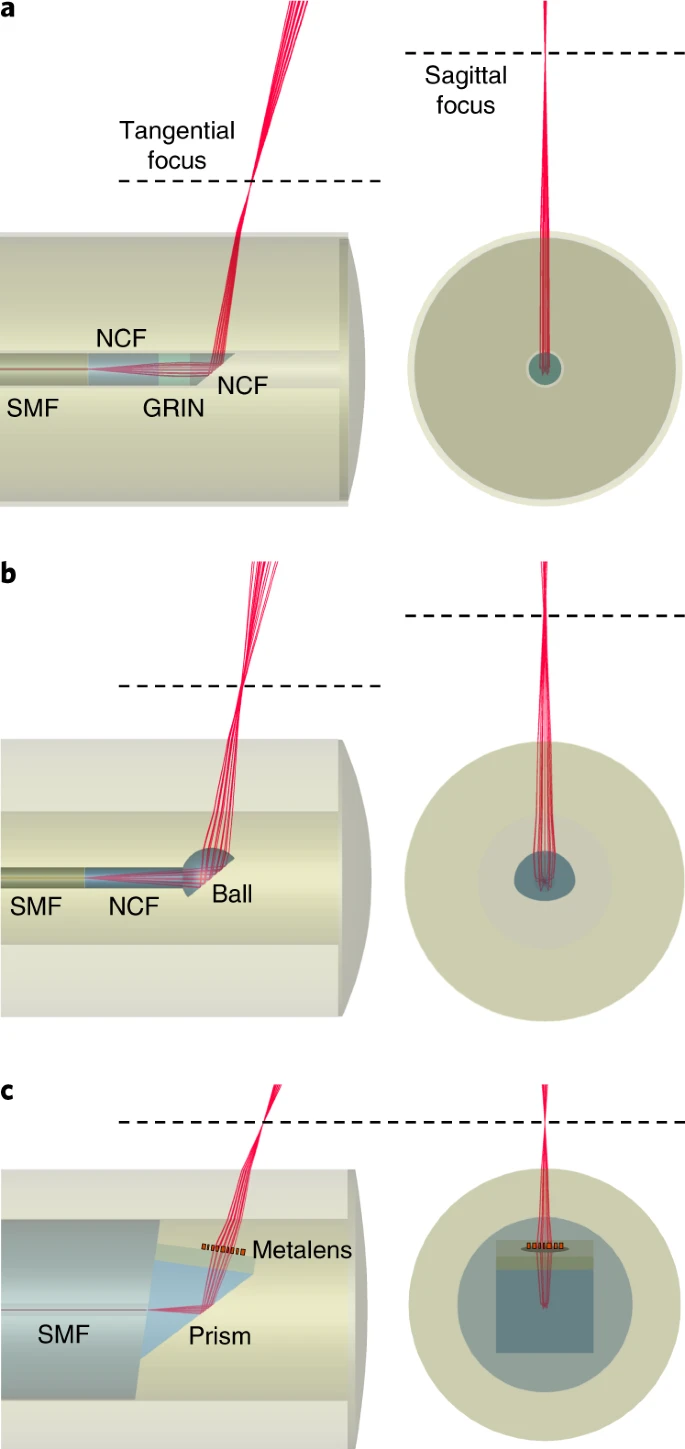 a
Tangential
focus
Sagittal
focus
NCF
SMF
GRIN
NCF
b
SMF
NCF
Ball
c
Metalens
SMF
Prism